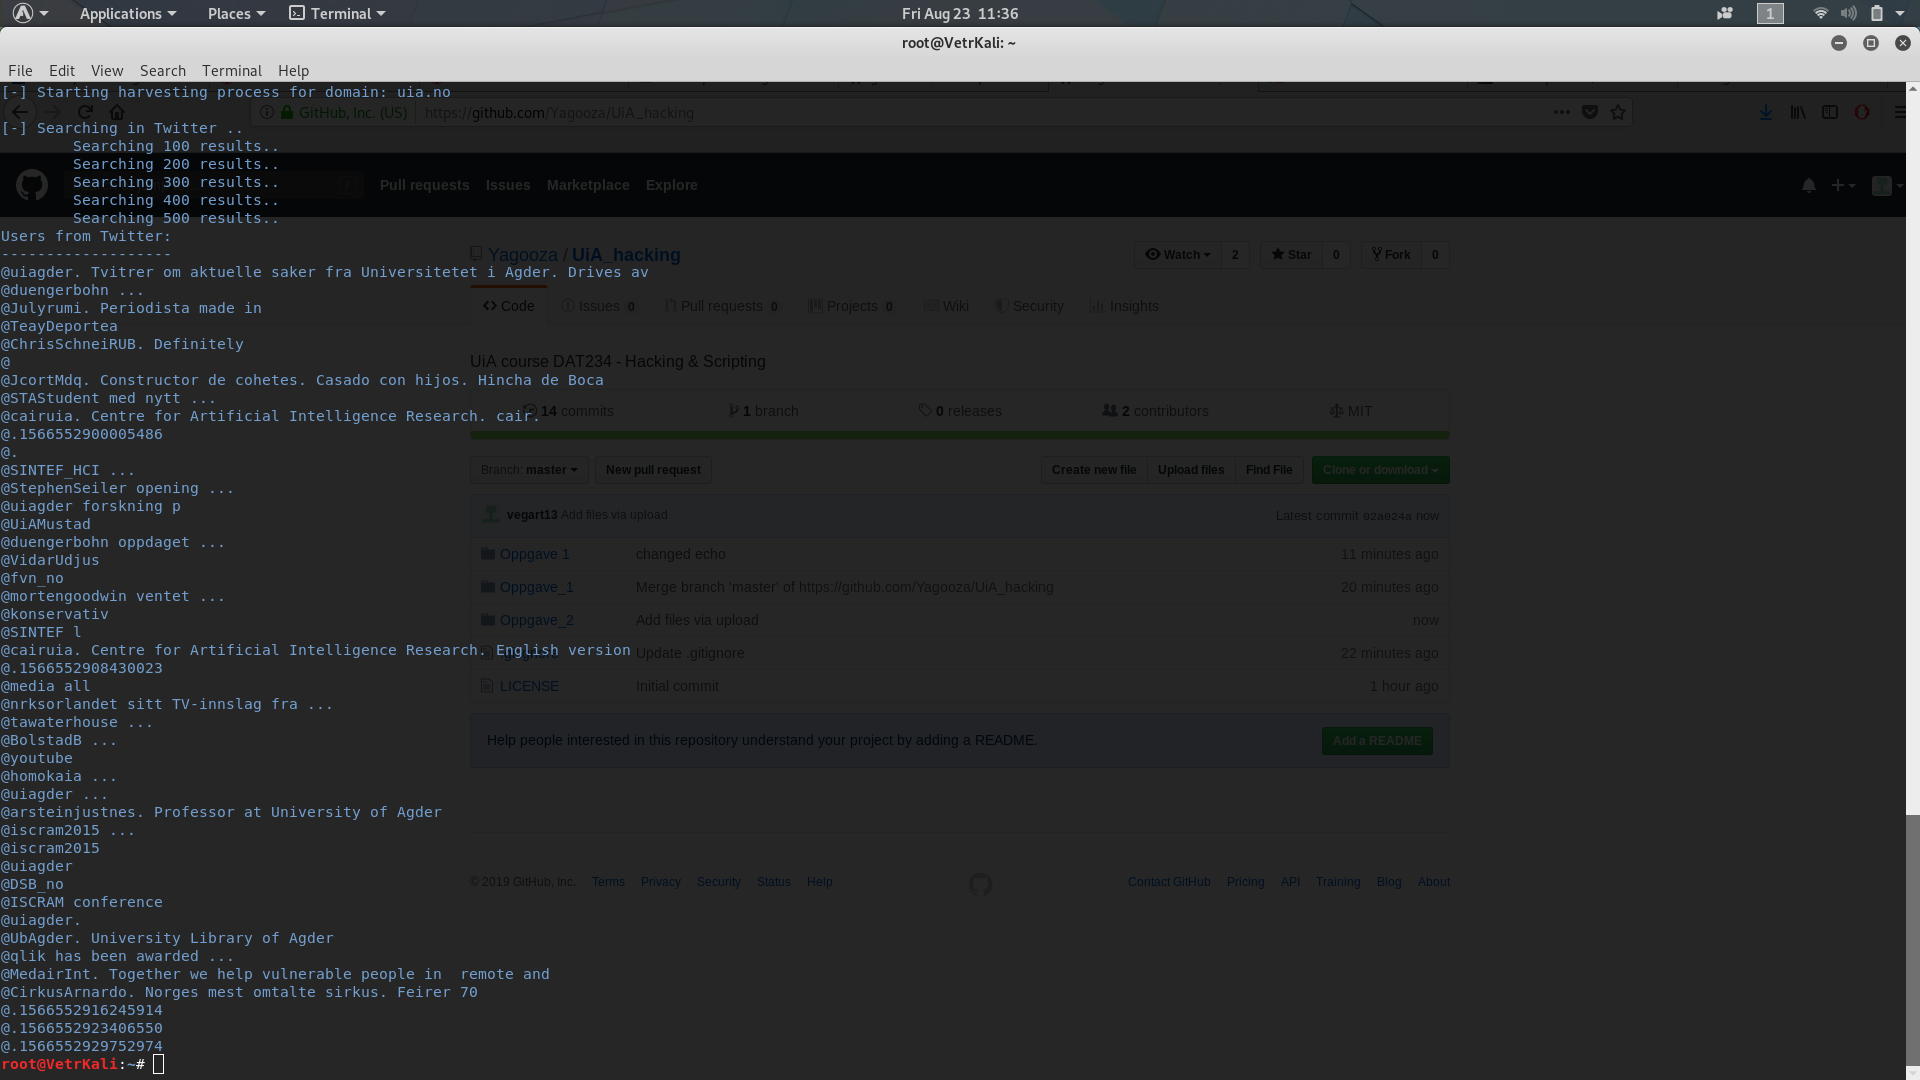 Applications
Places
Terminal
Fri Aug 23 11:36
1
root@VetrKali: ~
File Edit View Search Terminal Help
[-] Starting harvesting process for domain: uia.no
GitHub, Inc. (US)
https://github.com/Yagooza/UiA_hacking
[-] Searching in Twitter ..
Searching 100 results..
Searching 200 results..
Searching 300 results..
Searching 400 results..
Searching 500 results..
Pull requests Issues Marketplace Explore
Users from Twitter:
-------------------
@uiagder. Tvitrer om aktuelle saker fra Universitetet i Agder. Drives av
@duengerbohn ...
@Julyrumi. Periodista made in
@TeayDeportea
@ChrisSchneiRUB. Definitely
@
@JcortMdq. Constructor de cohetes. Casado con hijos. Hincha de Boca
@STAStudent med nytt ...
@cairuia. Centre for Artificial Intelligence Research. cair.
@.1566552900005486
@.
@SINTEF_HCI ...
@StephenSeiler opening ...
@uiagder forskning p
@UiAMustad
@duengerbohn oppdaget ...
@VidarUdjus
@fvn_no
@mortengoodwin ventet ...
@konservativ
@SINTEF l
@cairuia. Centre for Artificial Intelligence Research. English version
@.1566552908430023
@media all
@nrksorlandet sitt TV-innslag fra ...
@tawaterhouse ...
@BolstadB ...
@youtube
@homokaia ...
@uiagder ...
@arsteinjustnes. Professor at University of Agder
@iscram2015 ...
@iscram2015
@uiagder
@DSB_no
@ISCRAM conference
@uiagder.
@UbAgder. University Library of Agder
@qlik has been awarded ...
@MedairInt. Together we help vulnerable people in  remote and
@CirkusArnardo. Norges mest omtalte sirkus. Feirer 70
@.1566552916245914
@.1566552923406550
@.1566552929752974
root@VetrKali:~#
Yagooza / UiA_hacking
Watch 2 Star 0 Fork 0
Code Issues 0 Pull requests 0 Projects 0 Wiki Security Insights
UiA course DAT234 - Hacking & Scripting
14 commits 1 branch 0 releases 2 contributors MIT
Branch: master New pull request Create new file Upload files Find File Clone or download
vegart13 Add files via upload Latest commit 02a024a now
Oppgave 1 changed echo 11 minutes ago
Oppgave_1 Merge branch 'master' of https://github.com/Yagooza/UiA_hacking 20 minutes ago
Oppgave_2 Add files via upload now
Update .gitignore 22 minutes ago
LICENSE Initial commit 1 hour ago
Help people interested in this repository understand your project by adding a README. Add a README
© 2019 GitHub, Inc. Terms Privacy Security Status Help
Contact GitHub Pricing API Training Blog About